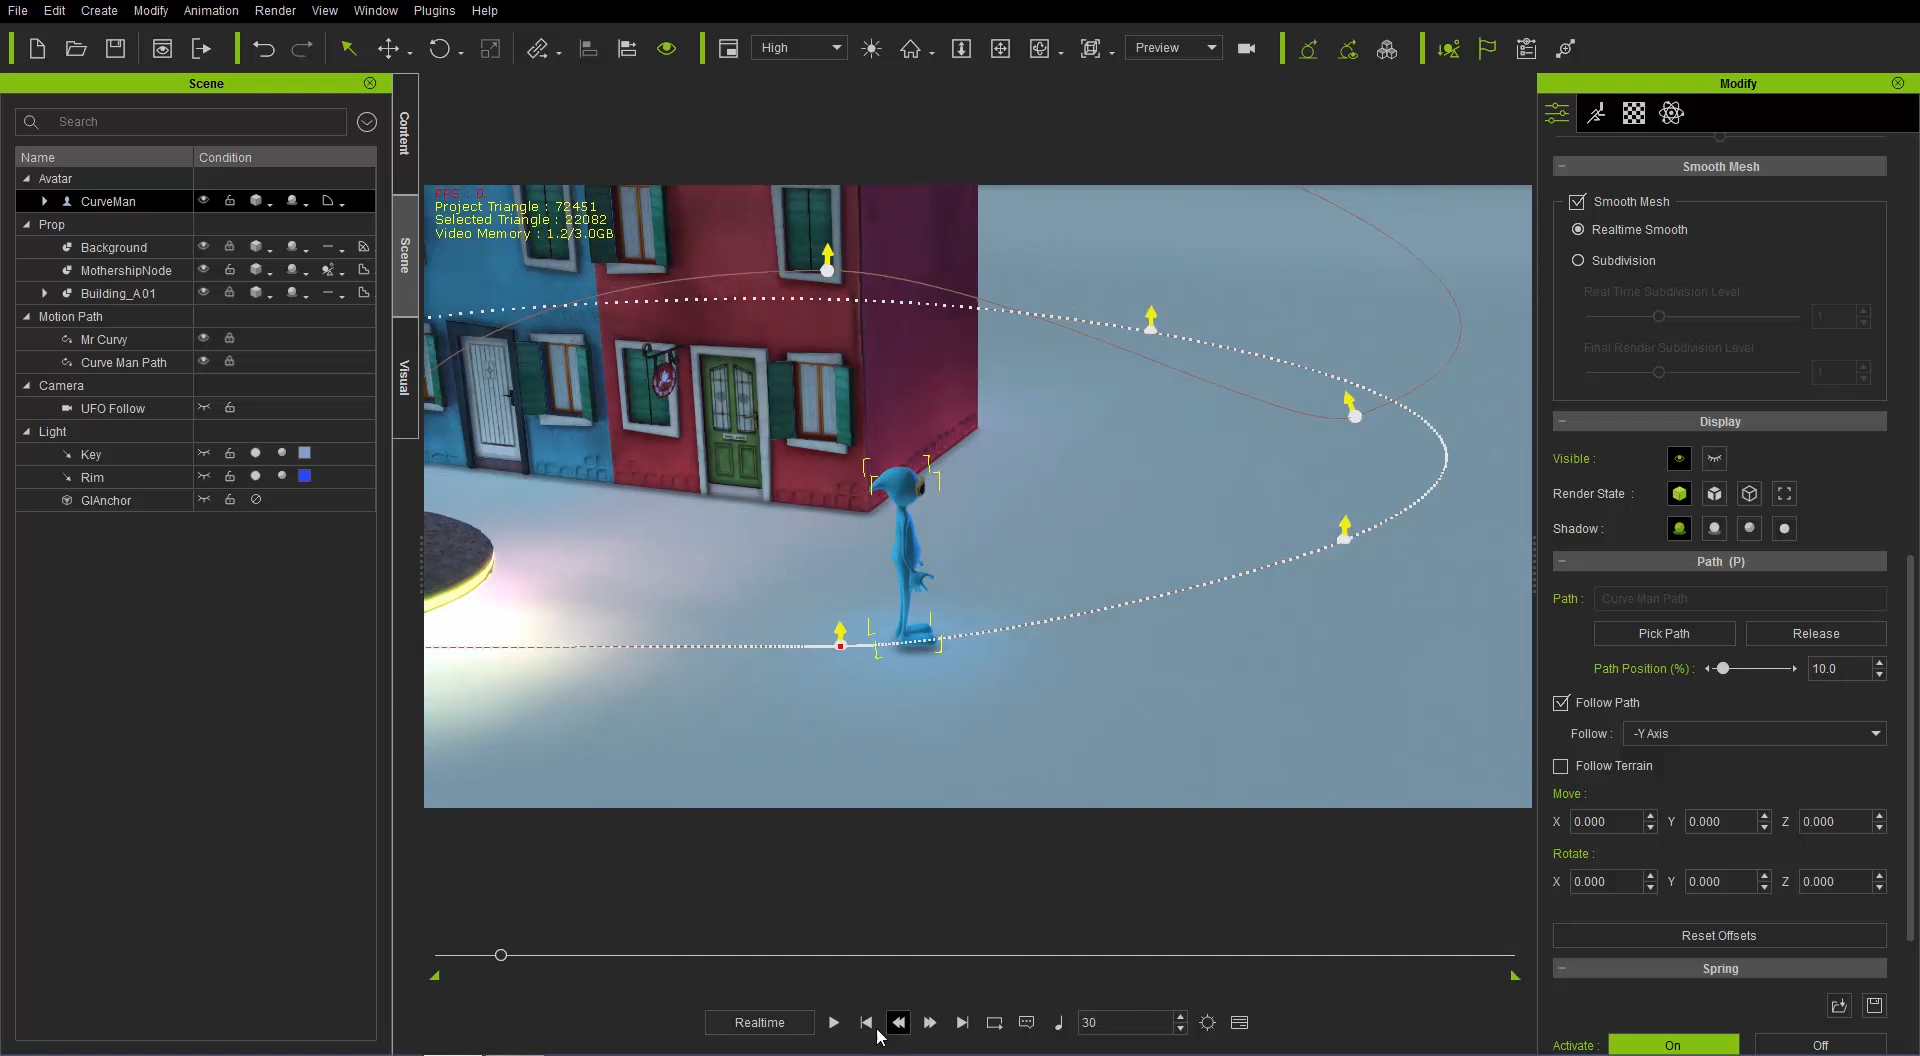 File Edit Create Modify Animation Render View Window Plugins Help
High Preview
Scene
Search
Name Condition
Avatar
CurveMan
Prop
Background
MothershipNode
Building_A01
Motion Path
Mr Curvy
Curve Man Path
Camera
UFO Follow
Light
Key
Rim
GIAnchor
Content
Scene
Visual
FPS : 0
Project Triangle : 72451
Selected Triangle : 22082
Video Memory : 1.2/3.0GB
Realtime
30
Modify
Smooth Mesh
Smooth Mesh
Realtime Smooth
Subdivision
Real Time Subdivision Level
1
Final Render Subdivision Level
1
Display
Visible :
Render State :
Shadow :
Path (P)
Path : Curve Man Path
Pick Path Release
Path Position (%) : 10.0
Follow Path
Follow : -Y Axis
Follow Terrain
Move :
X 0.000 Y 0.000 Z 0.000
Rotate :
X 0.000 Y 0.000 Z 0.000
Reset Offsets
Spring
Activate : On Off